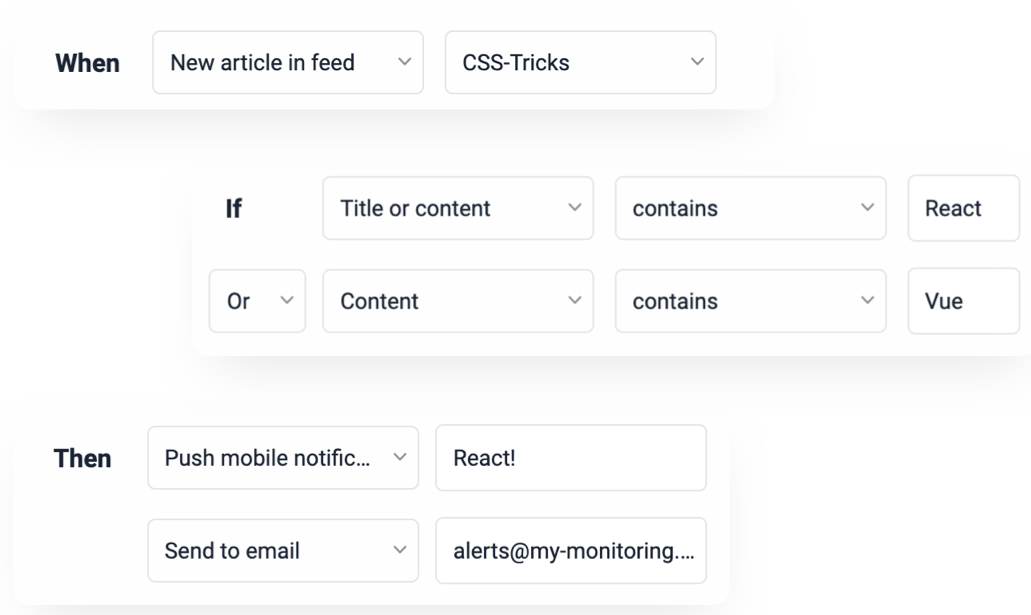 When New article in feed CSS-Tricks
If Title or content contains React
Or Content contains Vue
Then Push mobile notific... React!
Send to email alerts@my-monitoring....